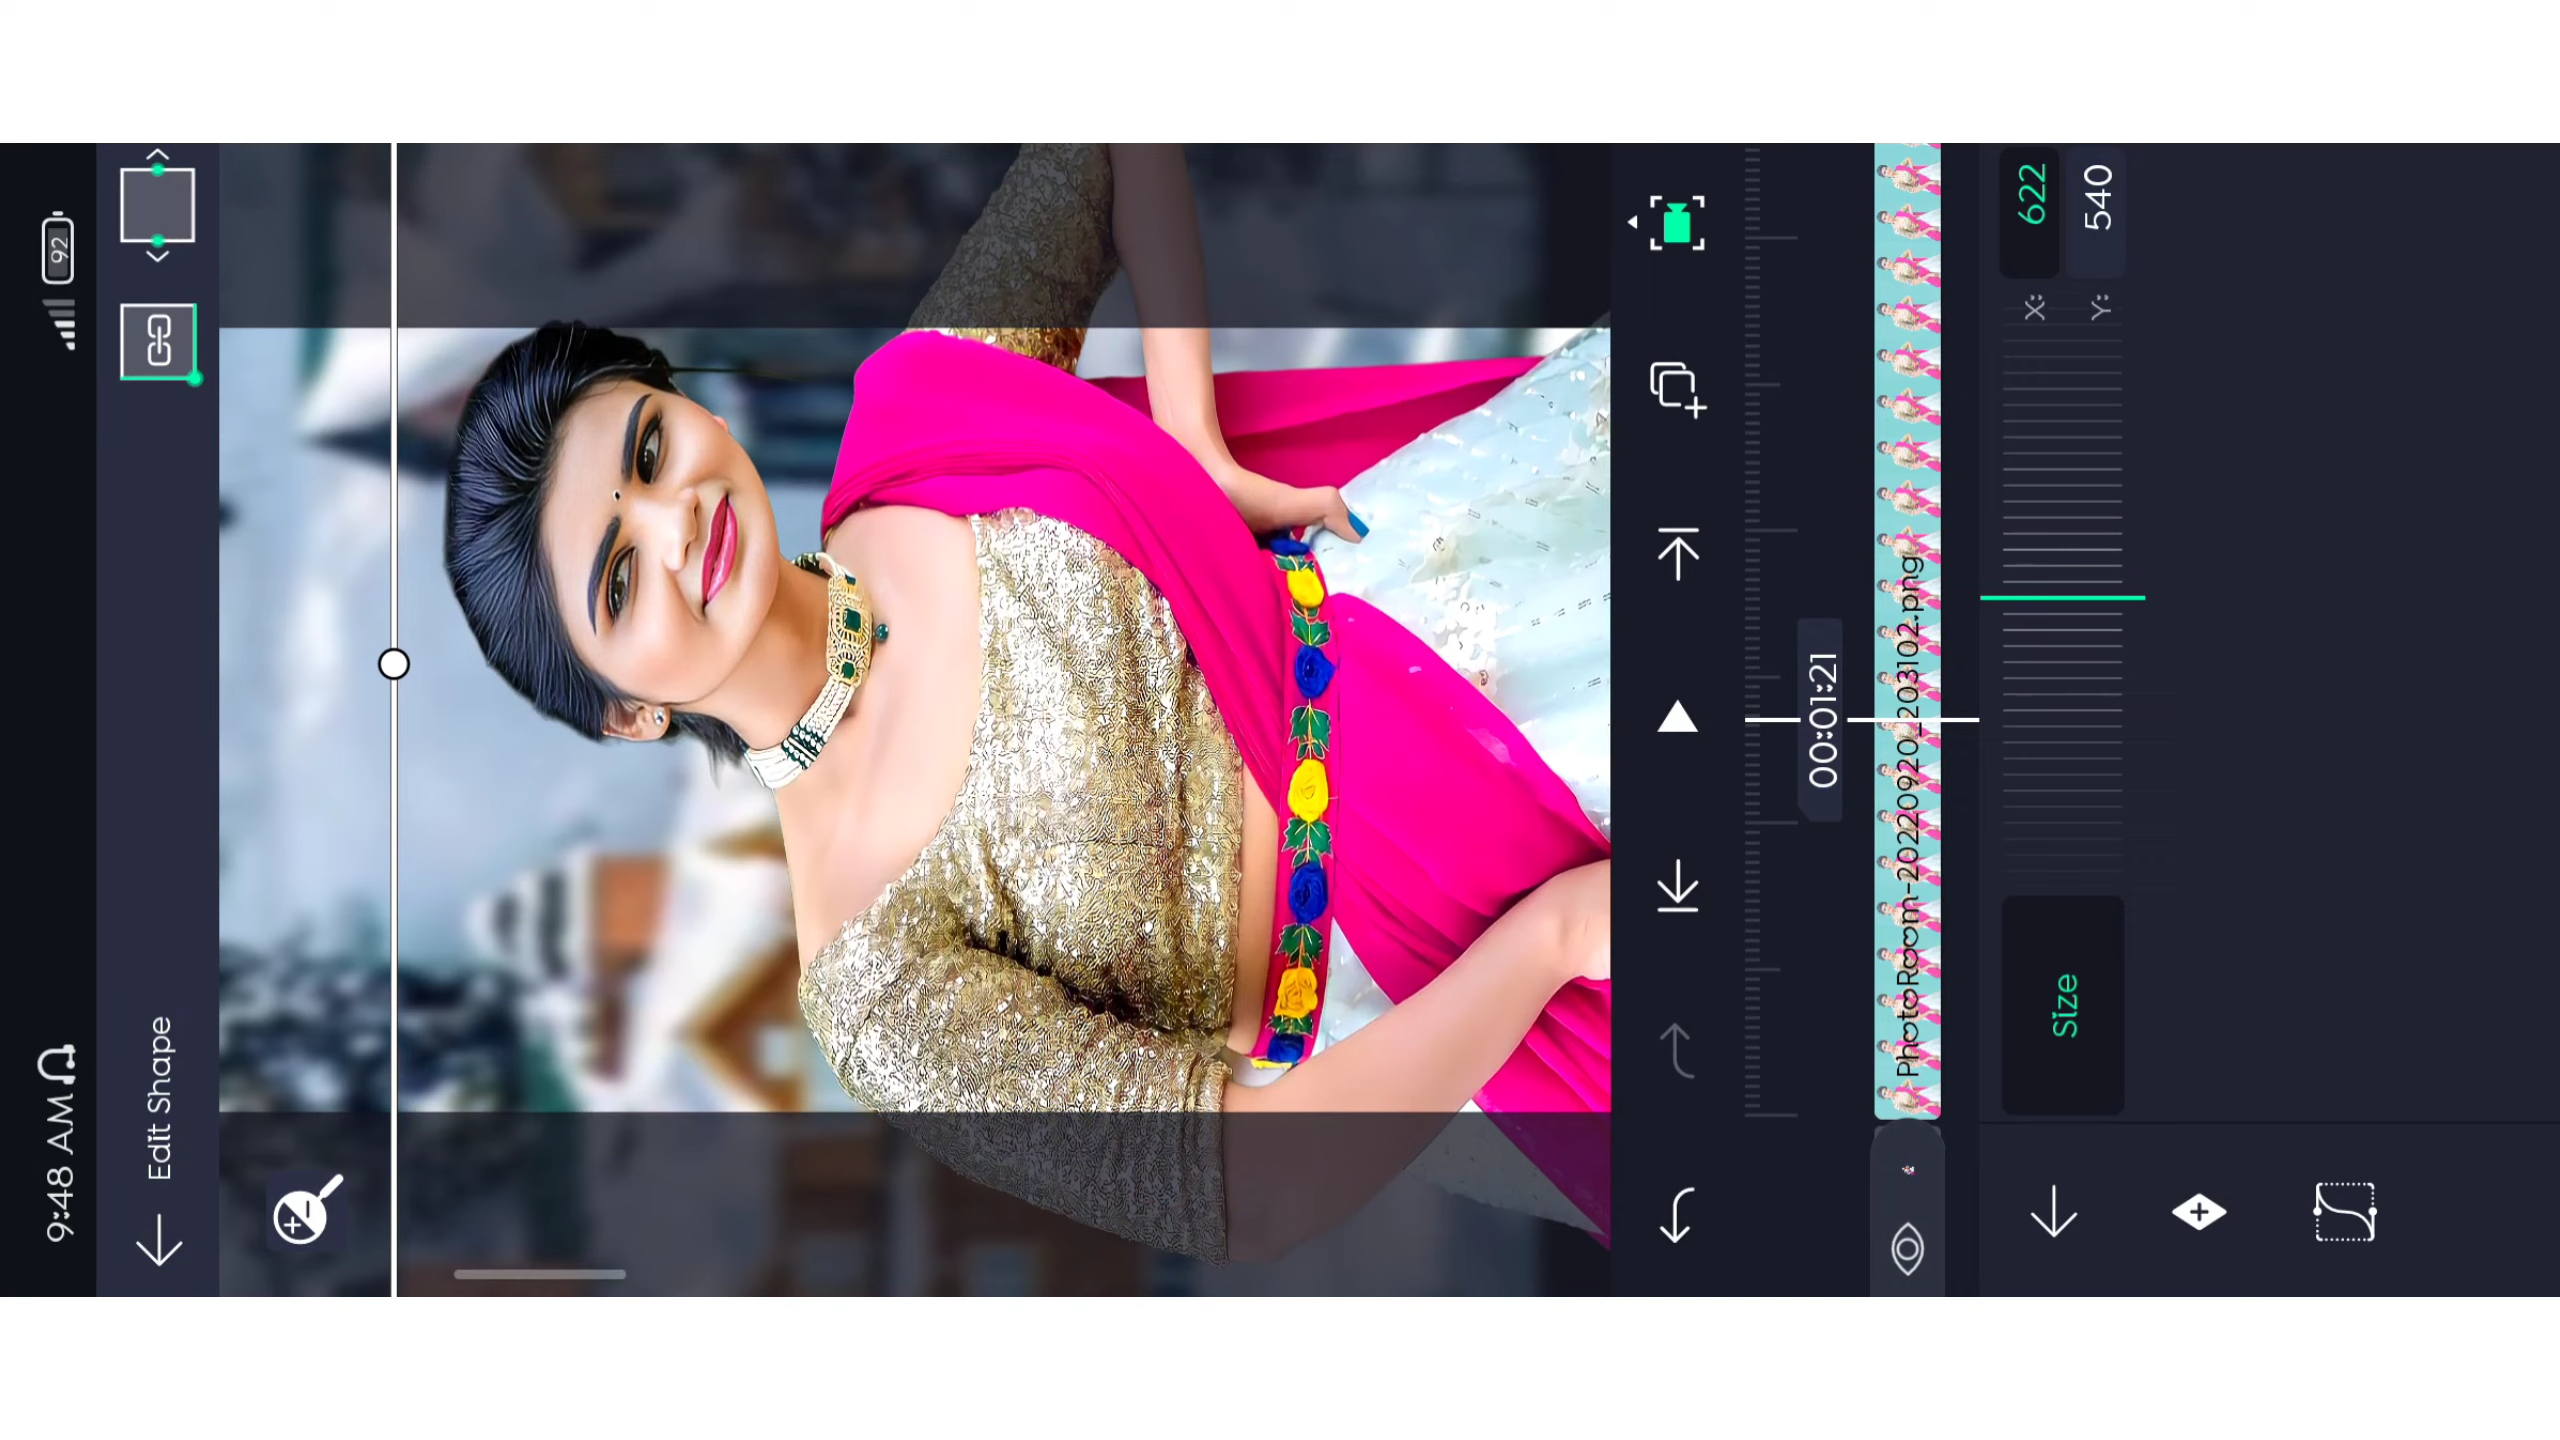 9:48 AM
92
Edit Shape
00:01:21
PhotoRoom-20220920_203102.png
Size
X: 622
Y: 540